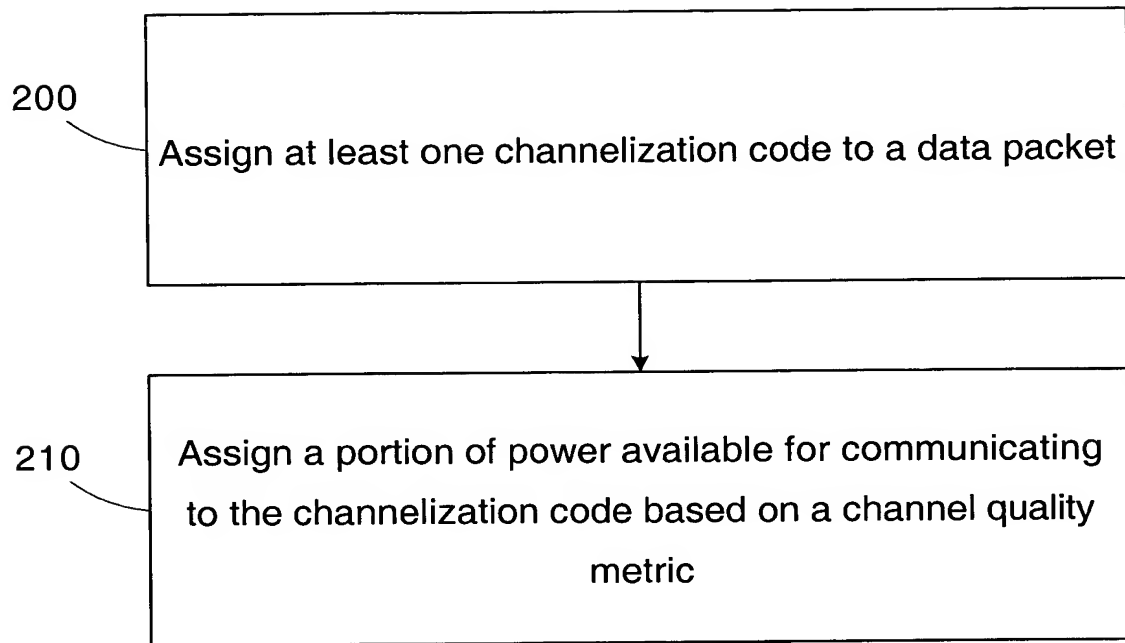 200
Assign at least one channelization code to a data packet
210
Assign a portion of power available for communicating
to the channelization code based on a channel quality
metric